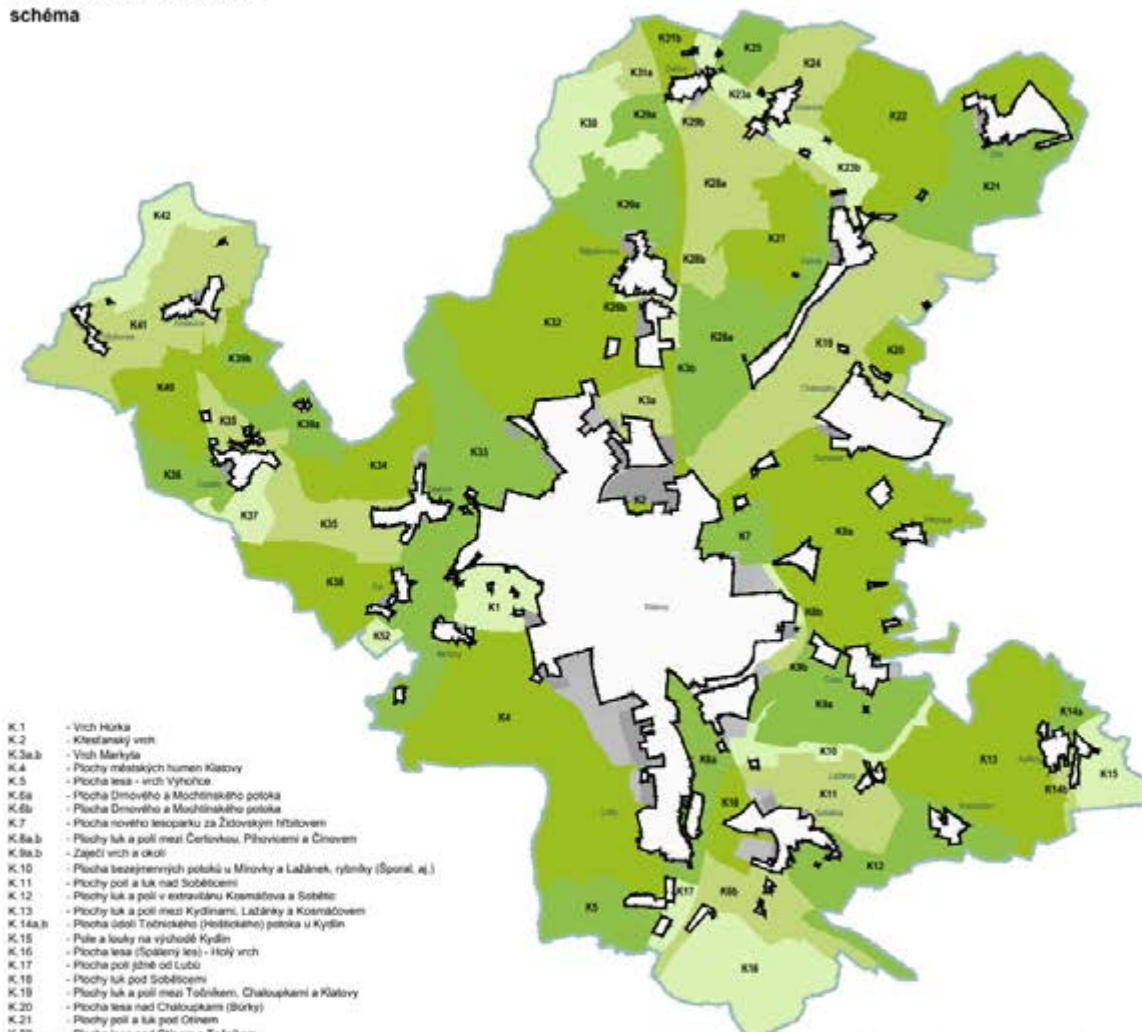 schéma
K31b
K25
K24
K31a
K23a
K22
K30
K29a
K29b
K23b
K28a
K21
K42
K29a
K27
K28b
K32
K26b
K26a
K19
K41
K3b
K20
K39b
K40
K3a
K35
K39a
K33
K34
K36
K2
K37
K35
K7
K8a
K38
K1
K8b
K52
K9b
K4
K9a
K14a
K6a
K10
K13
K15
K11
K14b
K18
K12
K17
K6b
K5
K16
K.1 - Vrch Hůrka
K.2 - Křesťanský vrch
K.3a,b - Vrch Markyta
K.4 - Plochy městských humen Klatovy
K.5 - Plocha lesa - vrch Výhořice
K.6a - Plocha Drnového a Mochtínského potoka
K.6b - Plocha Drnového a Mochtínského potoka
K.7 - Plocha nového lesoparku za Židovským hřbitovem
K.8a,b - Plochy luk a polí mezi Čertovkou, Pihovicemi a Činovem
K.9a,b - Zaječí vrch a okolí
K.10 - Plocha bezejmenných potoků u Mírovky a Lažánek, rybníky (Šporal, aj.)
K.11 - Plochy polí a luk nad Soběticemi
K.12 - Plochy luk a polí v extravilánu Kosmáčova a Sobětic
K.13 - Plochy luk a polí mezi Kydlinami, Lažánky a Kosmáčovem
K.14a,b - Plocha údolí Točnického (Hoštického) potoka u Kydlin
K.15 - Pole a louky na východě Kydlin
K.16 - Plocha lesa (Spálený les) - Holý vrch
K.17 - Plocha polí jižně od Lubů
K.18 - Plochy luk pod Soběticemi
K.19 - Plochy luk a polí mezi Točníkem, Chaloupkami a Klatovy
K.20 - Plocha lesa nad Chaloupkami (Bůrky)
K.21 - Plochy polí a luk pod Otínem